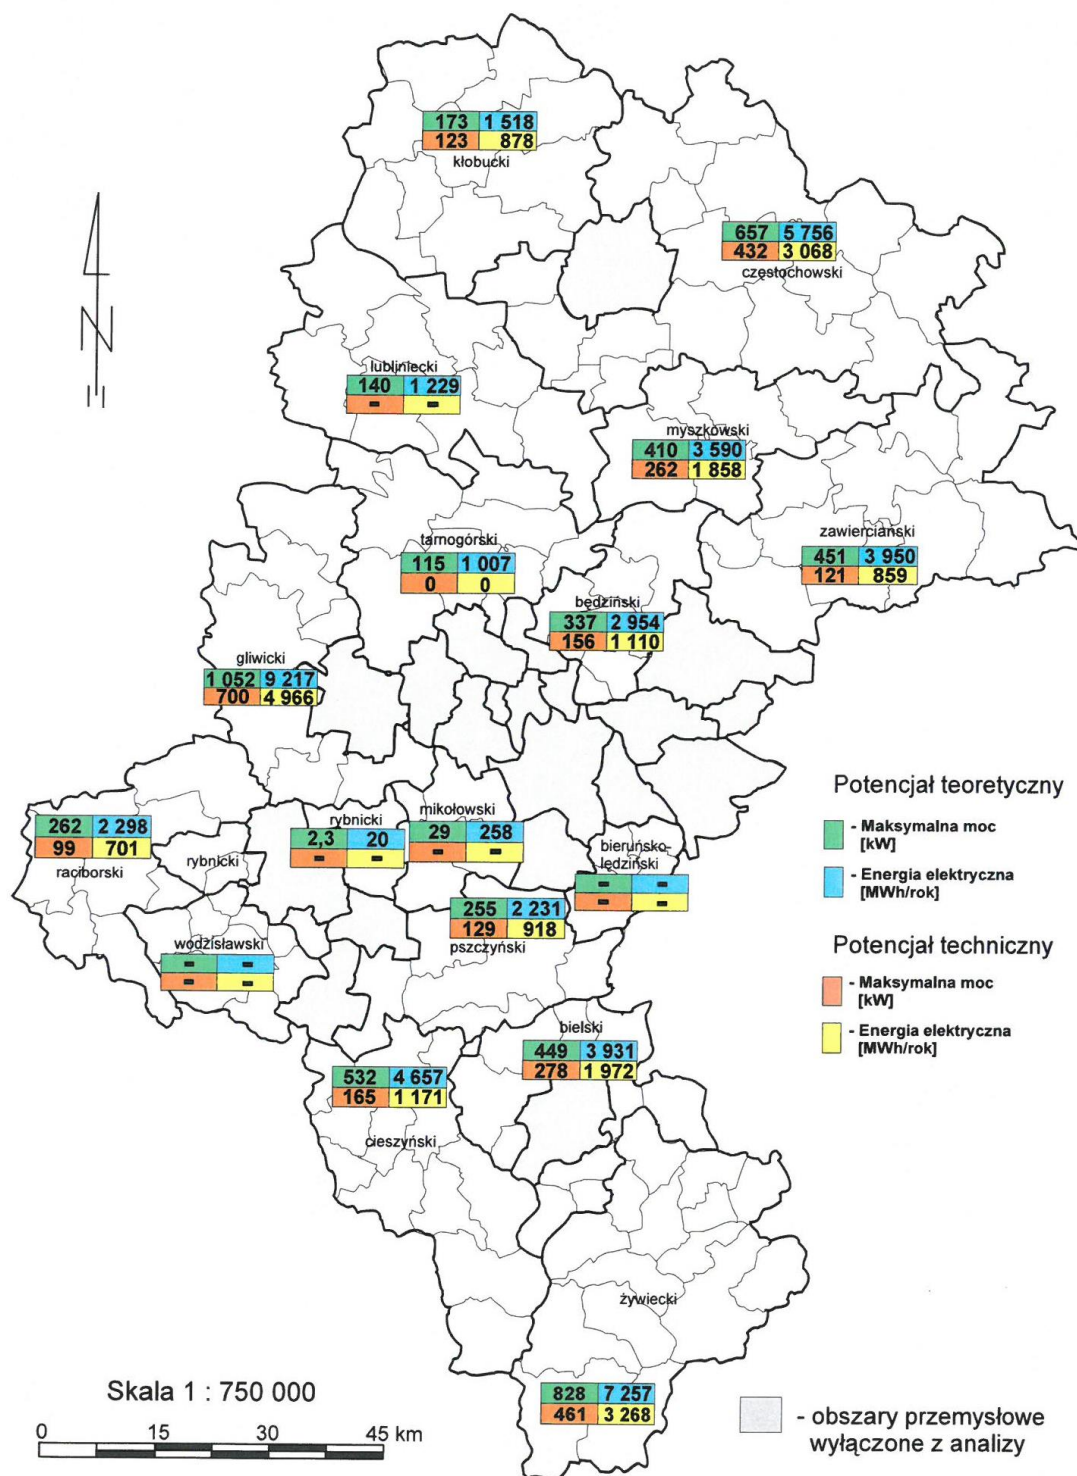 173 1 518
123 878
kłobucki
657 5 756
432 3 068
częstochowski
N
lubliniecki
140 1 229
- -
myszkowski
410 3 590
262 1 858
zawierciański
451 3 950
121 859
tarnogórski
115 1 007
0 0
będziński
337 2 954
156 1 110
gliwicki
1 052 9 217
700 4 966
262 2 298
99 701
raciborski
rybnicki
rybnicki
2,3 20
- -
mikołowski
29 258
- -
bieruńsko-
lędziński
- -
- -
255 2 231
129 918
pszczyński
wodzisławski
- -
- -
bielski
449 3 931
278 1 972
532 4 657
165 1 171
cieszyński
żywiecki
828 7 257
461 3 268
Potencjał teoretyczny
- Maksymalna moc
[kW]
- Energia elektryczna
[MWh/rok]
Potencjał techniczny
- Maksymalna moc
[kW]
- Energia elektryczna
[MWh/rok]
Skala 1 : 750 000
0 15 30 45 km
- obszary przemysłowe
wyłączone z analizy